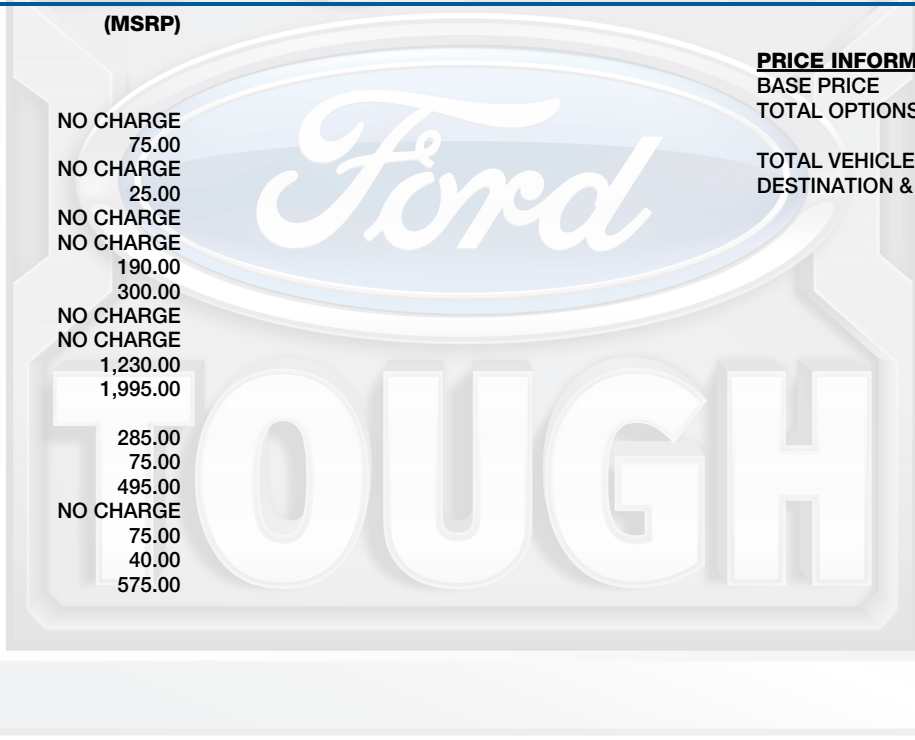 (MSRP)
NO CHARGE
75.00
NO CHARGE
25.00
NO CHARGE
NO CHARGE
190.00
300.00
NO CHARGE
NO CHARGE
1,230.00
1,995.00
285.00
75.00
495.00
NO CHARGE
75.00
40.00
575.00
PRICE INFORM
BASE PRICE
TOTAL OPTIONS
TOTAL VEHICLE
DESTINATION &
Ford
TOUGH